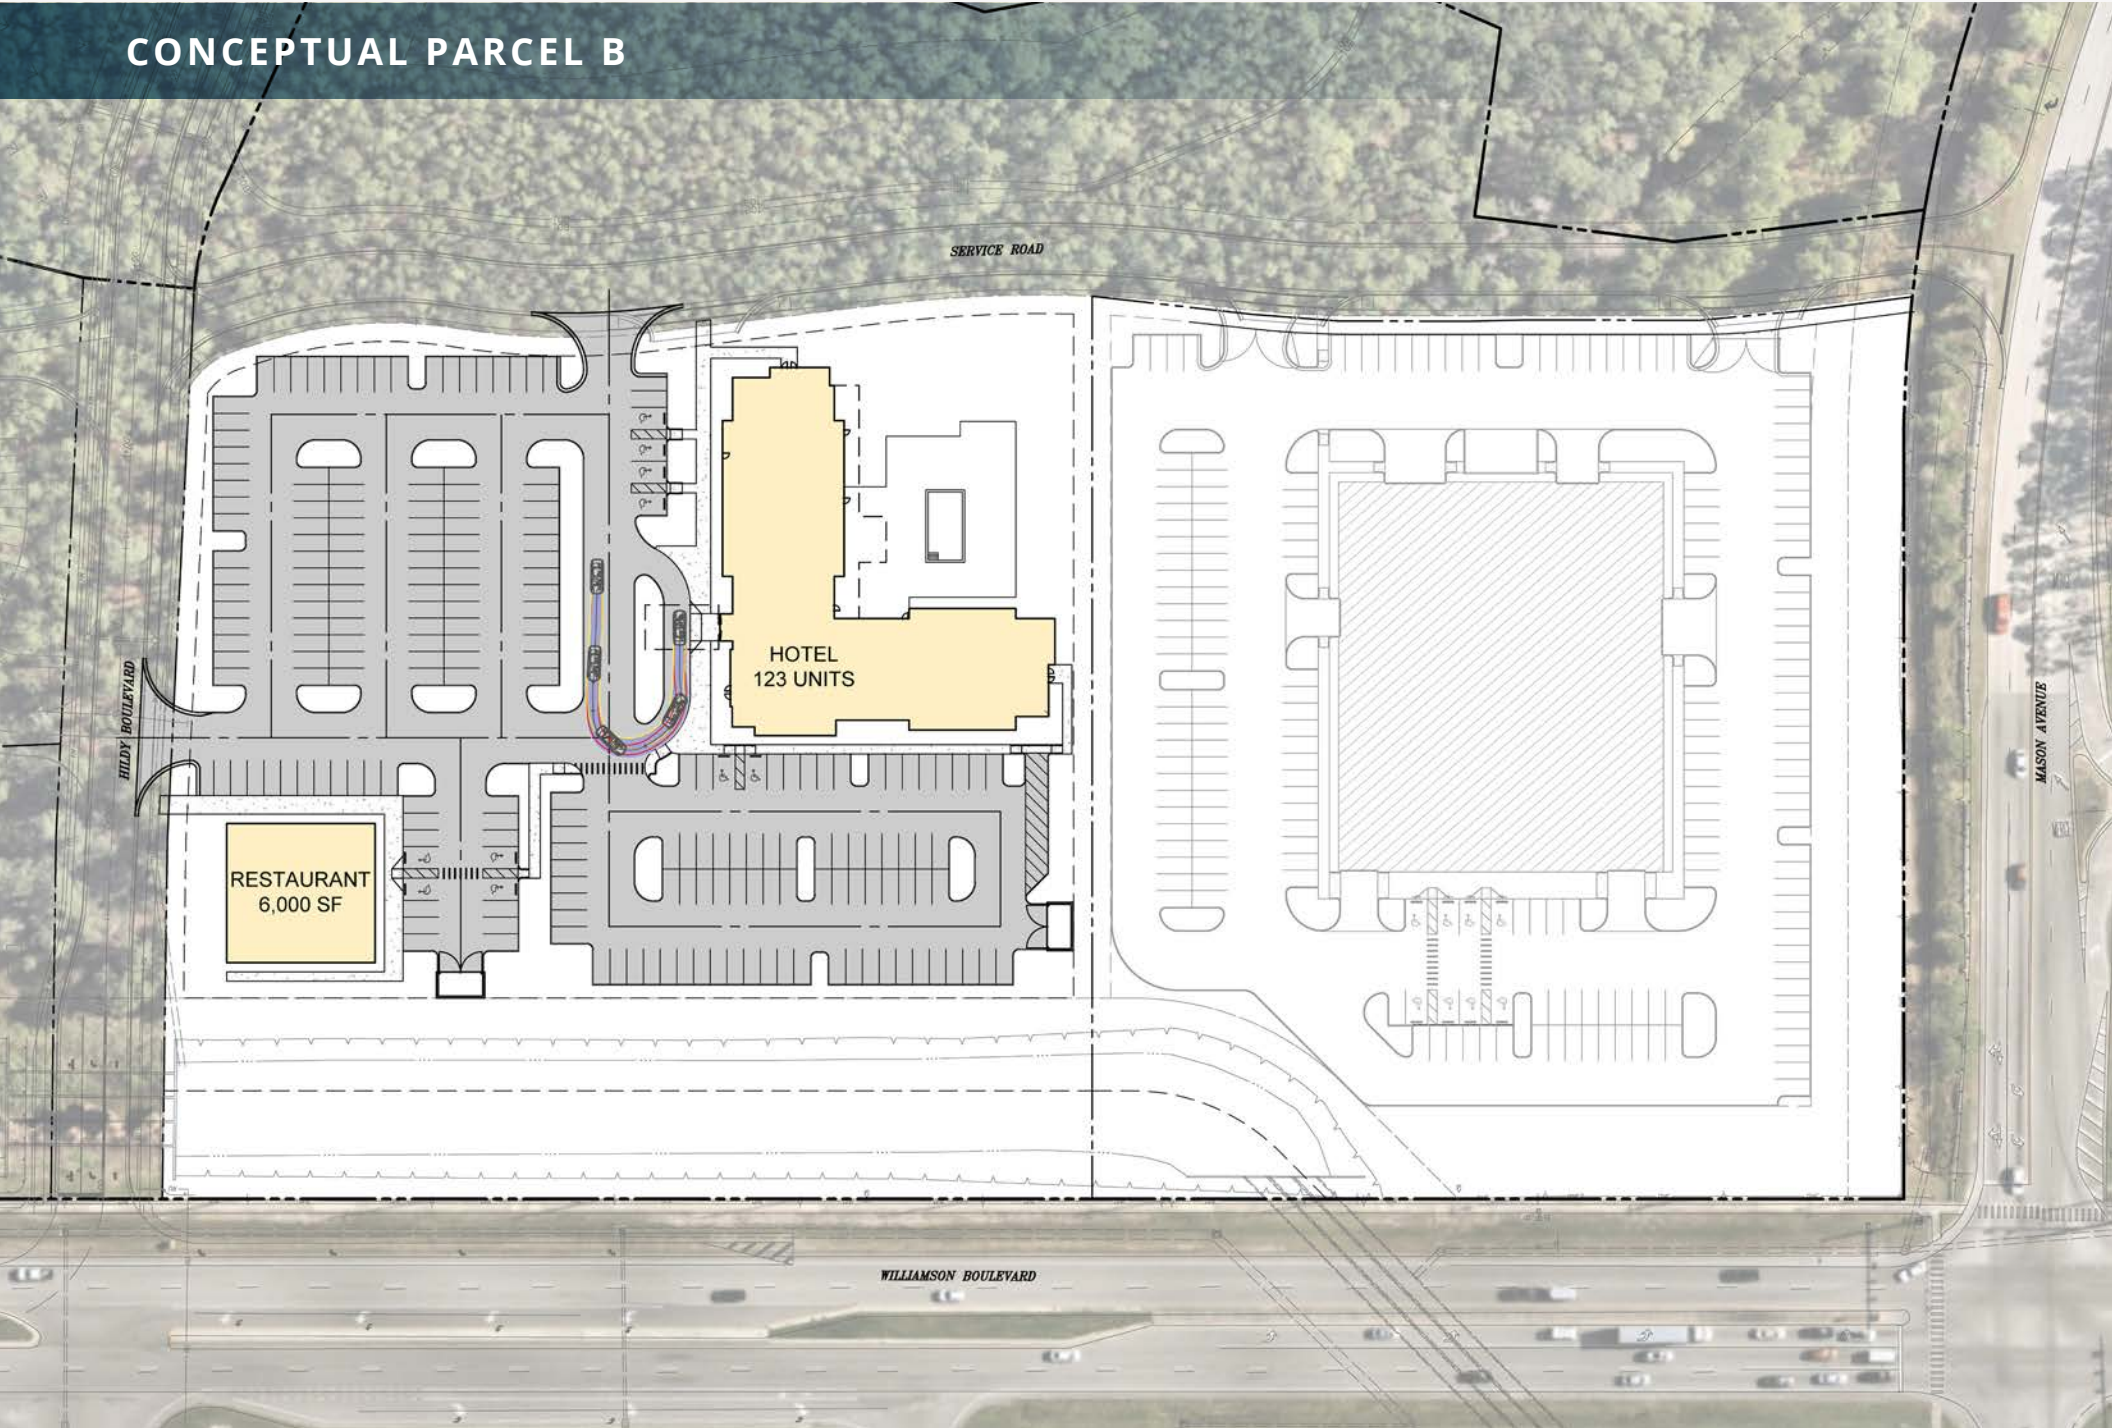 CONCEPTUAL PARCEL B
SERVICE ROAD
HILDY BOULEVARD
HOTEL
123 UNITS
MASON AVENUE
RESTAURANT
6,000 SF
WILLIAMSON BOULEVARD